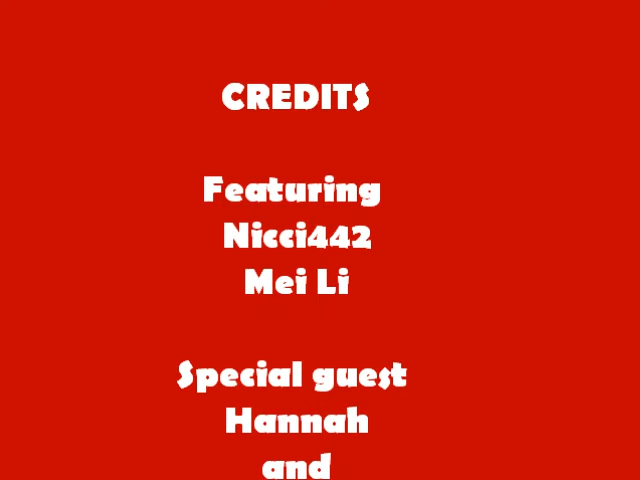 CREDITS
Featuring
Nicci442
Mei Li
Special guest
Hannah
and